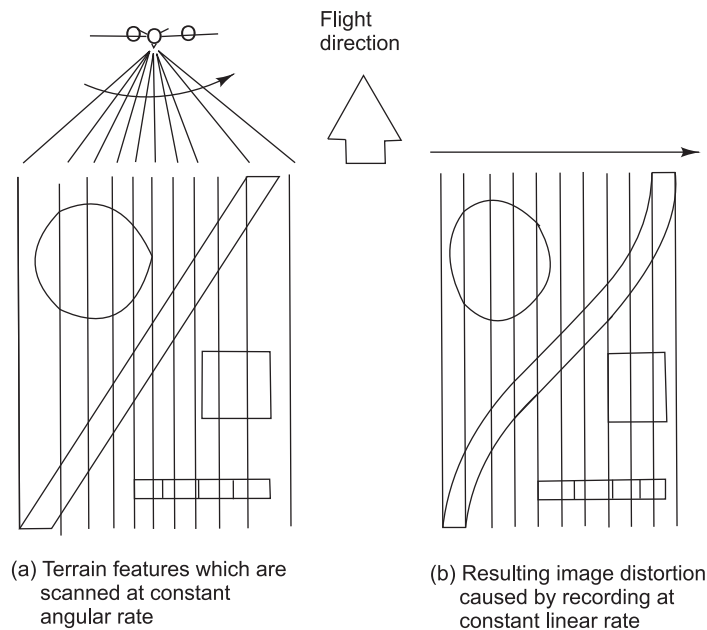 Flight
direction
(a) Terrain features which are
scanned at constant
angular rate
(b) Resulting image distortion
caused by recording at
constant linear rate